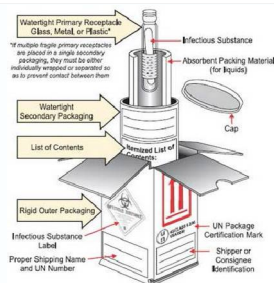 Watertight Primary Receptacle
Glass, Metal, or Plastic*
*If multiple fragile primary receptacles
are placed in a single secondary
packaging, they must be either
individually wrapped or separated so
as to prevent contact between them
Infectious Substance
Absorbent Packing Material
(for liquids)
Watertight
Secondary Packaging
Cap
List of Contents
Itemized List of
Contents:
Rigid Outer Packaging
Infectious Substance
Label
UN Package
Certification Mark
Proper Shipping Name
and UN Number
Shipper or
Consignee
Identification